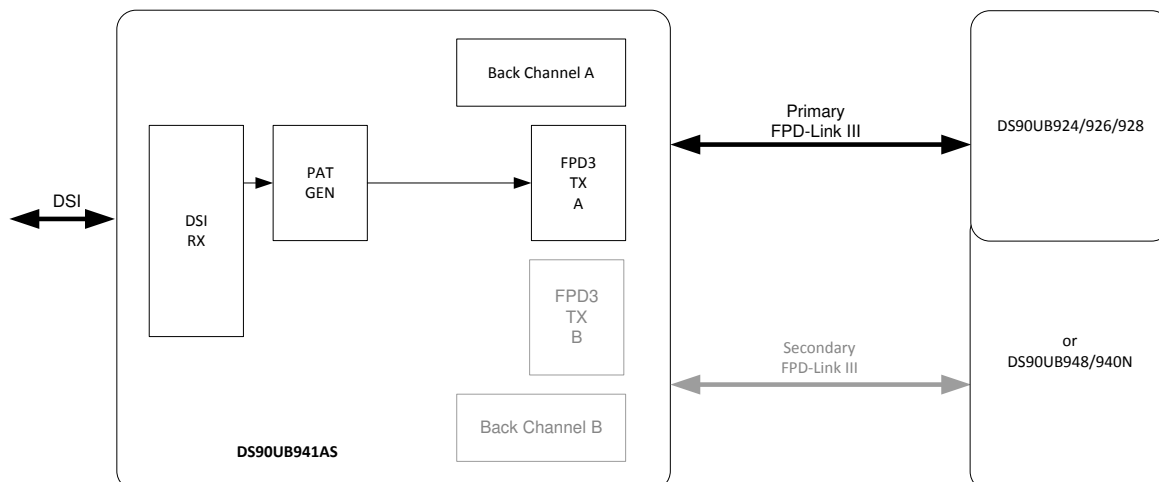 Back Channel A
Primary
FPD-Link III
DS90UB924/926/928
PAT
GEN
FPD3
TX
A
DSI
DSI
RX
FPD3
TX
B
Secondary
FPD-Link III
or
DS90UB948/940N
Back Channel B
DS90UB941AS